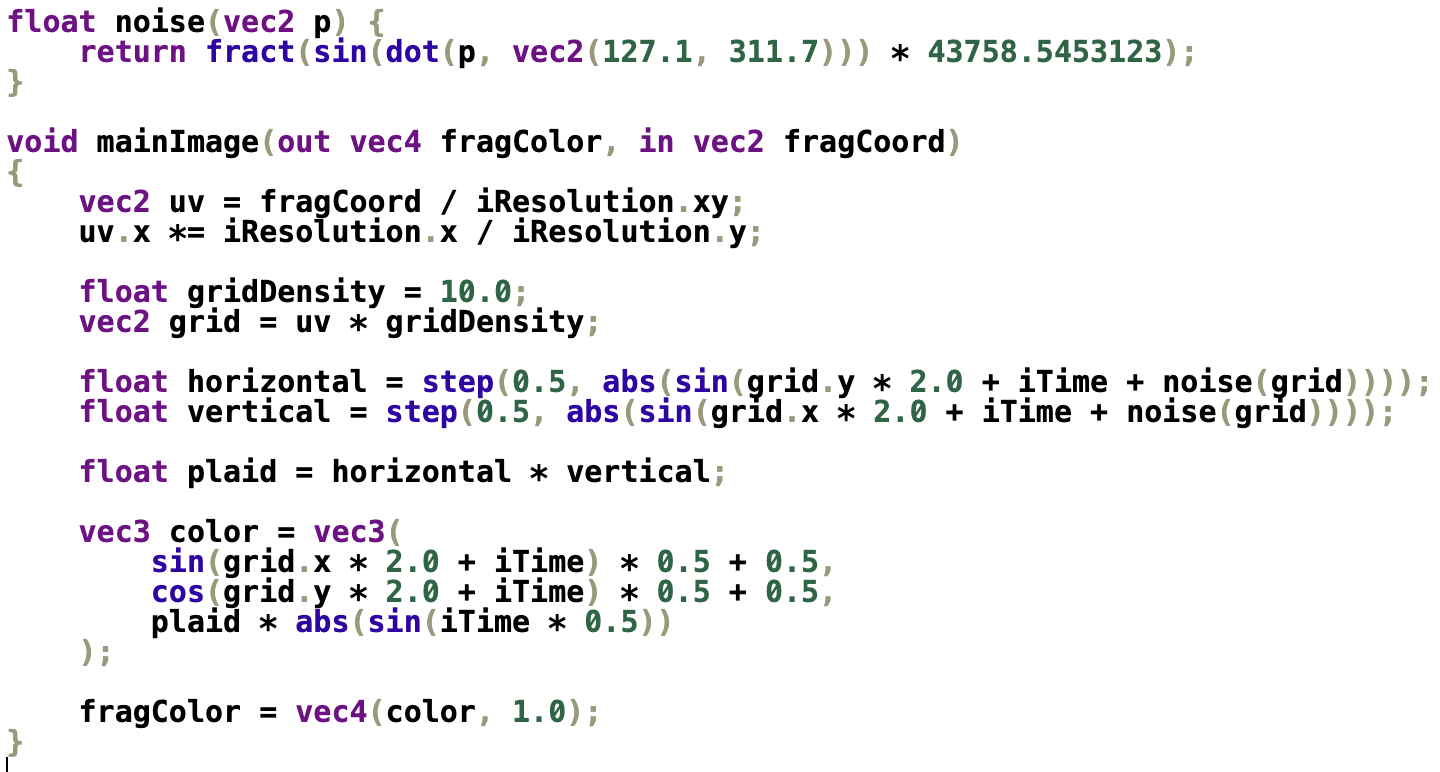 float noise(vec2 p) {
    return fract(sin(dot(p, vec2(127.1, 311.7))) * 43758.5453123);
}

void mainImage(out vec4 fragColor, in vec2 fragCoord)
{
    vec2 uv = fragCoord / iResolution.xy;
    uv.x *= iResolution.x / iResolution.y;

    float gridDensity = 10.0;
    vec2 grid = uv * gridDensity;

    float horizontal = step(0.5, abs(sin(grid.y * 2.0 + iTime + noise(grid))));
    float vertical = step(0.5, abs(sin(grid.x * 2.0 + iTime + noise(grid))));

    float plaid = horizontal * vertical;

    vec3 color = vec3(
        sin(grid.x * 2.0 + iTime) * 0.5 + 0.5,
        cos(grid.y * 2.0 + iTime) * 0.5 + 0.5,
        plaid * abs(sin(iTime * 0.5))
    );

    fragColor = vec4(color, 1.0);
}